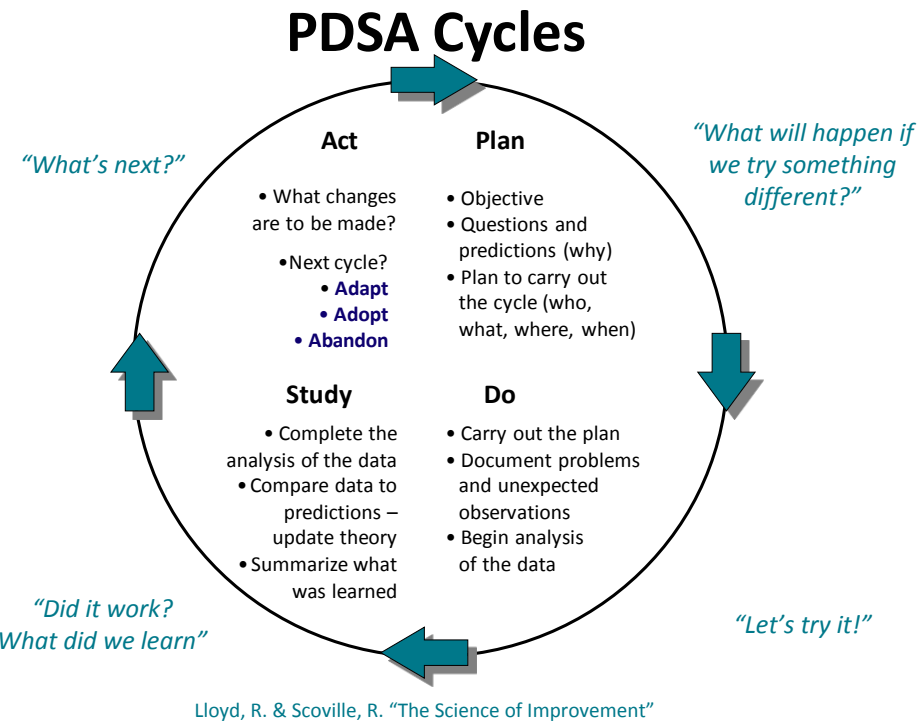 PDSA Cycles
“What’s next?”
“What will happen if
we try something
different?”
Act
• What changes
are to be made?
•Next cycle?
• Adapt
• Adopt
• Abandon
Plan
• Objective
• Questions and
predictions (why)
• Plan to carry out
the cycle (who,
what, where, when)
Study
• Complete the
analysis of the data
• Compare data to
predictions –
update theory
• Summarize what
was learned
Do
• Carry out the plan
• Document problems
and unexpected
observations
• Begin analysis
of the data
“Did it work?
What did we learn”
“Let’s try it!”
Lloyd, R. & Scoville, R. “The Science of Improvement”